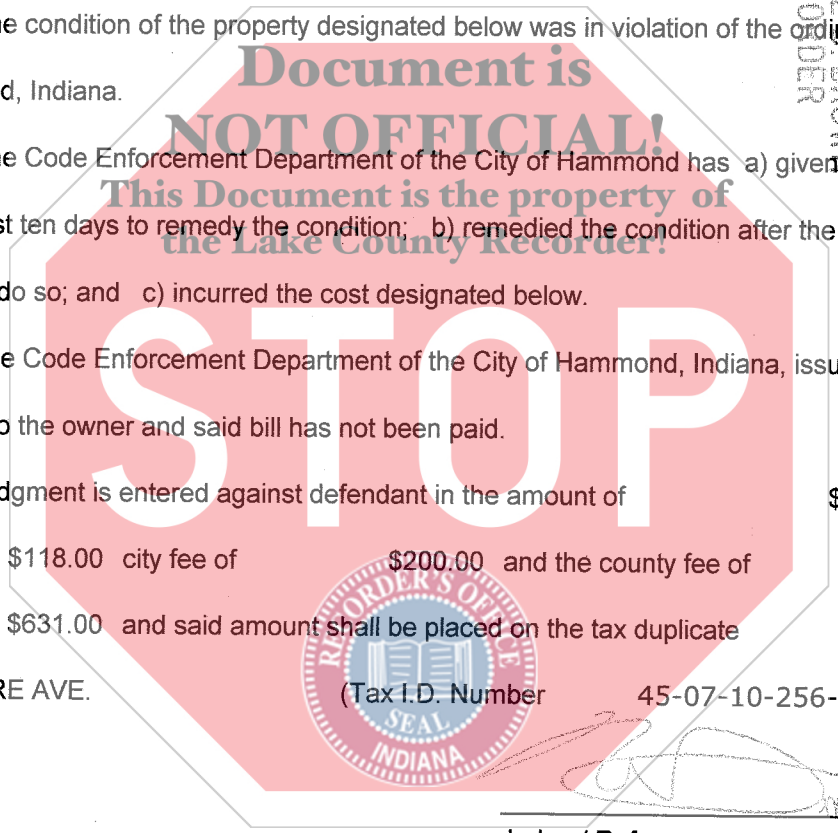 e condition of the property designated below was in violation of the ordi
ORDER
d, Indiana.
Document is
NOT OFFICIAL!
e Code Enforcement Department of the City of Hammond has a) given
This Document is the property of
st ten days to remedy the condition; b) remedied the condition after the
the Lake County Recorder!
do so; and c) incurred the cost designated below.
STOP
e Code Enforcement Department of the City of Hammond, Indiana, issu
o the owner and said bill has not been paid.
dgment is entered against defendant in the amount of $
$118.00 city fee of $200.00 and the county fee of
$631.00 and said amount shall be placed on the tax duplicate
RE AVE. (Tax I.D. Number 45-07-10-256-
RECORDER'S OFFICE
SEAL
INDIANA